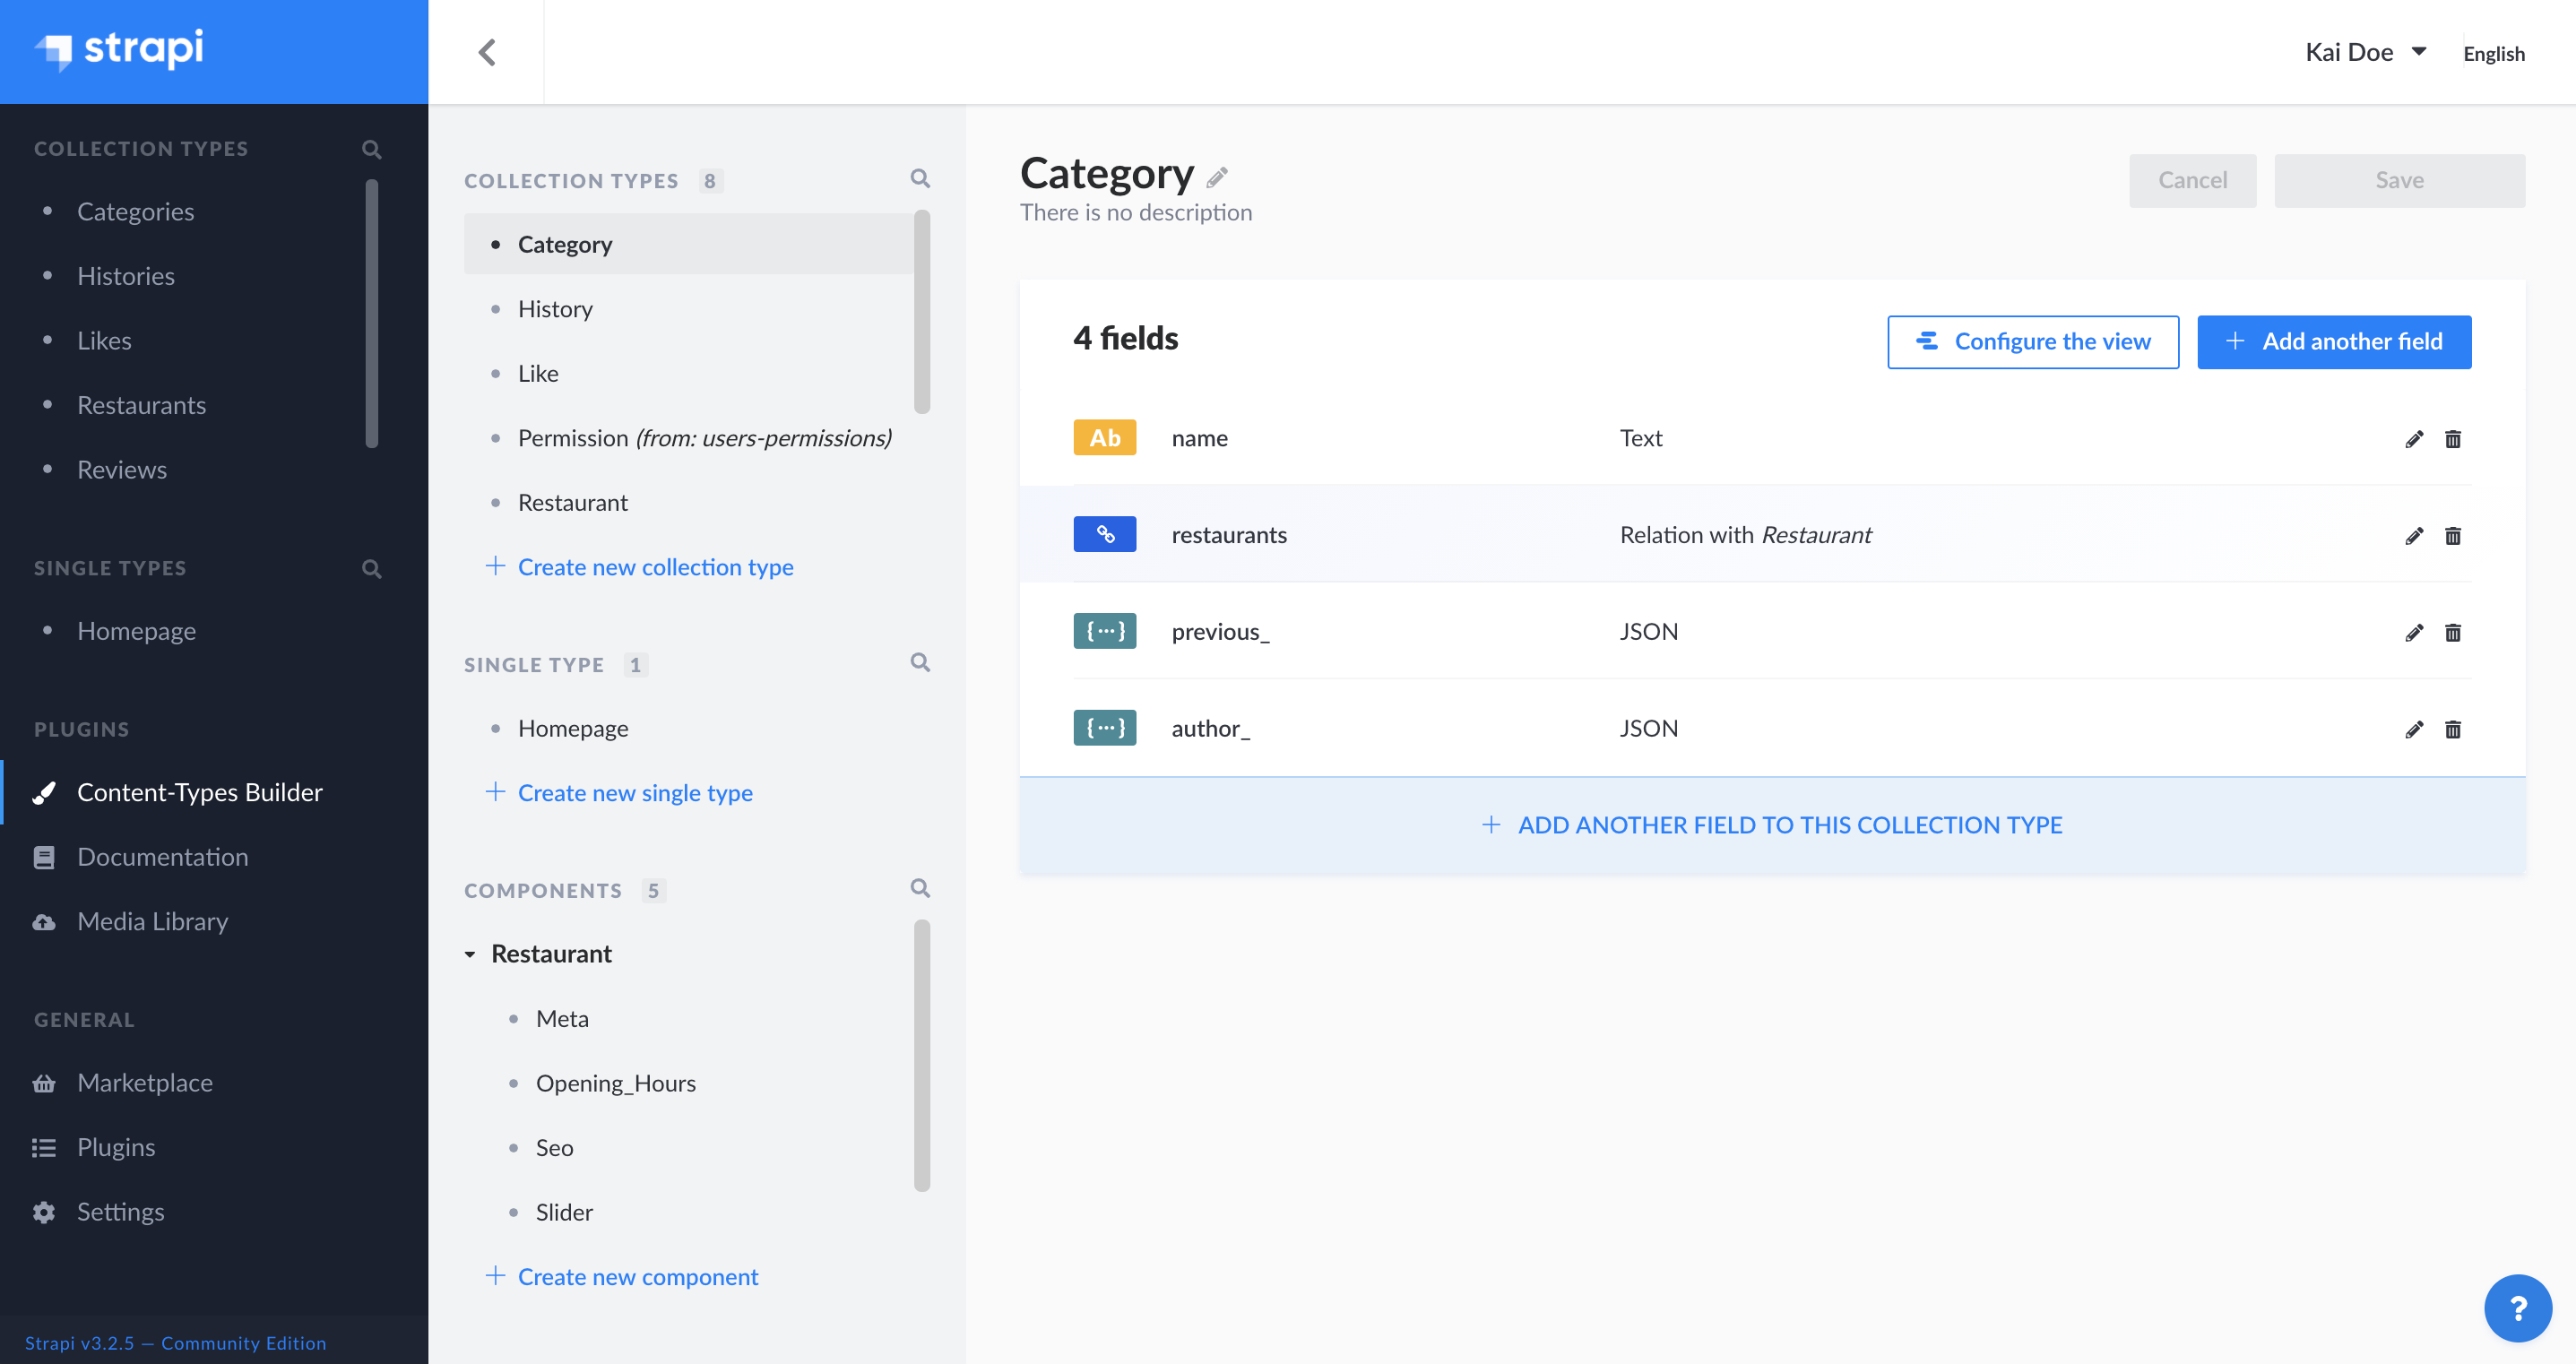 strapi
Kai Doe
English
COLLECTION TYPES
Categories
Histories
Likes
Restaurants
Reviews
SINGLE TYPES
Homepage
PLUGINS
Content-Types Builder
Documentation
Media Library
GENERAL
Marketplace
Plugins
Settings
Strapi v3.2.5 — Community Edition
COLLECTION TYPES 8
Category
History
Like
Permission (from: users-permissions)
Restaurant
Create new collection type
SINGLE TYPE 1
Homepage
Create new single type
COMPONENTS 5
Restaurant
Meta
Opening_Hours
Seo
Slider
Create new component
Category
There is no description
Cancel
Save
4 fields
Configure the view
Add another field
Ab name Text
restaurants Relation with Restaurant
{···} previous_ JSON
{···} author_ JSON
ADD ANOTHER FIELD TO THIS COLLECTION TYPE
?